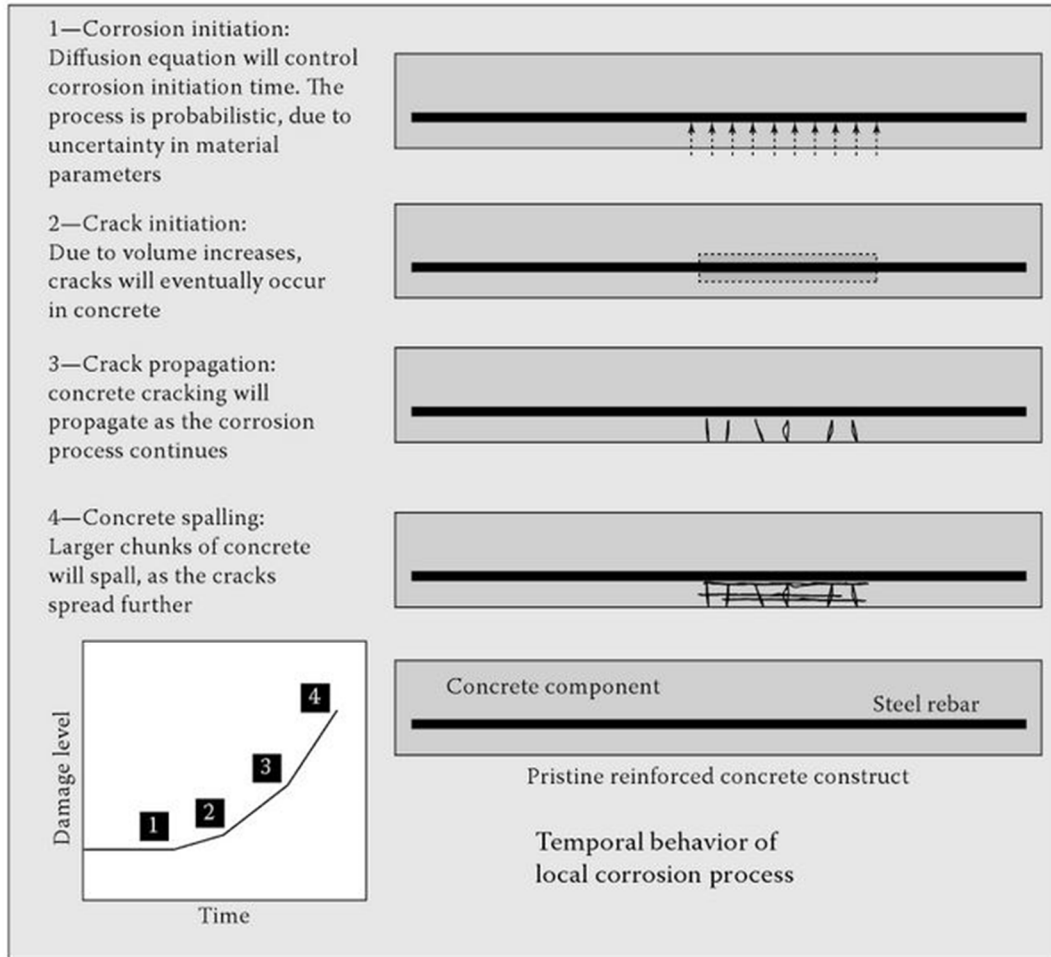 1—Corrosion initiation:
Diffusion equation will control
corrosion initiation time. The
process is probabilistic, due to
uncertainty in material
parameters
2—Crack initiation:
Due to volume increases,
cracks will eventually occur
in concrete
3—Crack propagation:
concrete cracking will
propagate as the corrosion
process continues
4—Concrete spalling:
Larger chunks of concrete
will spall, as the cracks
spread further
Damage level
1
2
3
4
Time
Concrete component
Steel rebar
Pristine reinforced concrete construct
Temporal behavior of
local corrosion process